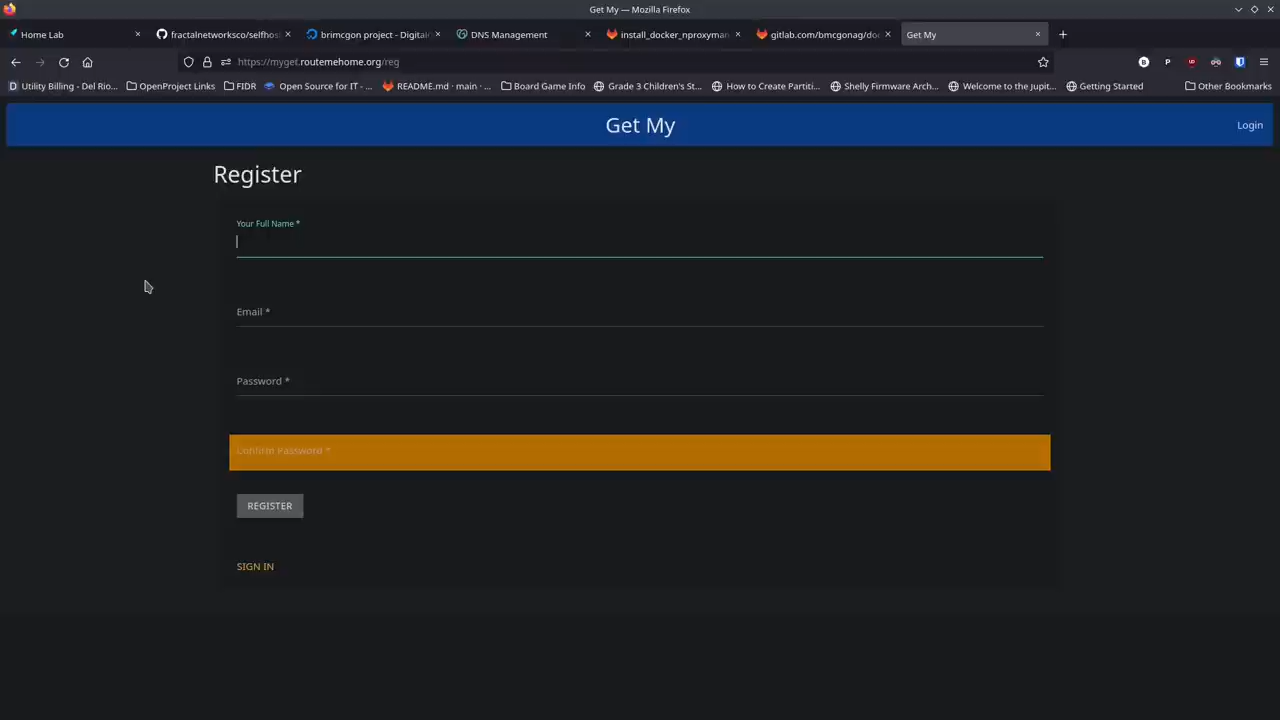 Get My — Mozilla Firefox
Home Lab
fractalnetworksco/selfhos
brimcgon project - Digital
DNS Management
install_docker_nproxyman
gitlab.com/bmcgonag/doc
Get My
https://myget.routemehome.org/reg
Utility Billing - Del Rio...
OpenProject Links
FIDR
Open Source for IT - ...
README.md · main · ...
Board Game Info
Grade 3 Children's St...
How to Create Partiti...
Shelly Firmware Arch...
Welcome to the Jupit...
Getting Started
Other Bookmarks
Get My
Login
Register
Your Full Name *
Email *
Password *
Confirm Password *
REGISTER
SIGN IN